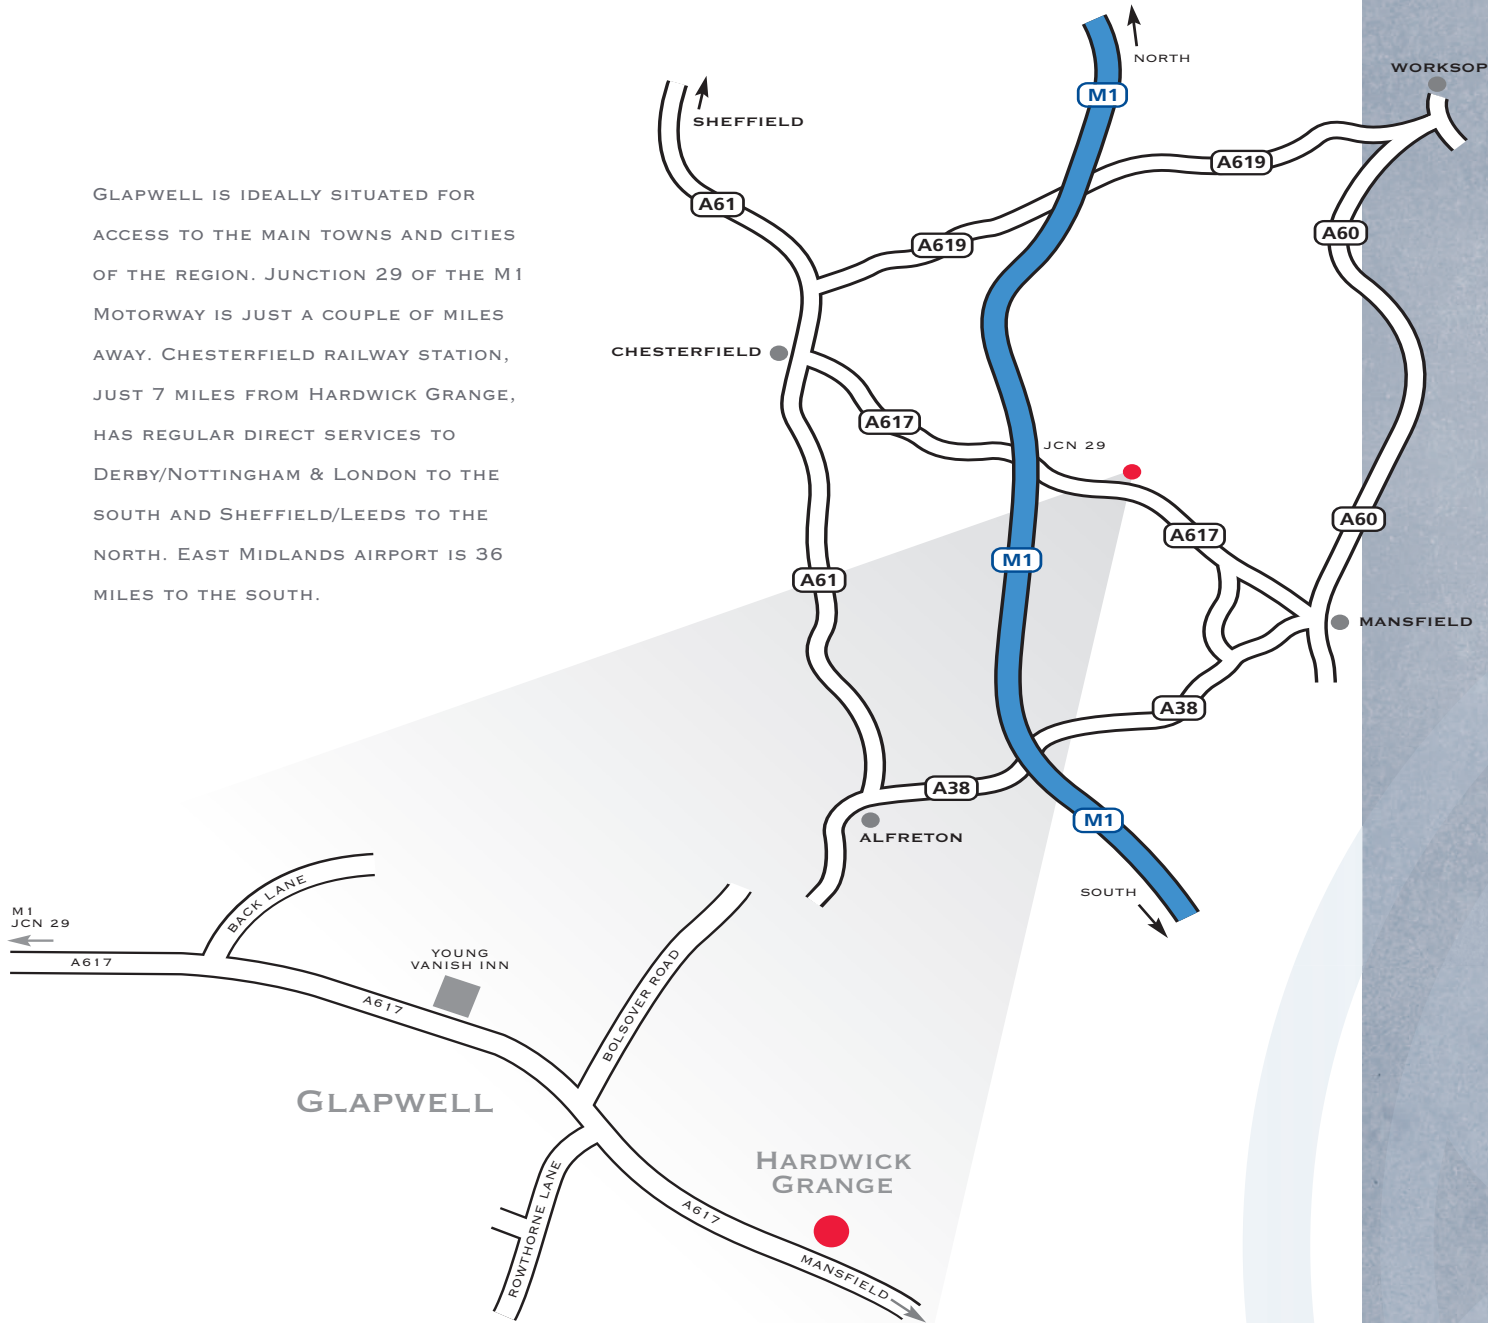 NORTH
M1
WORKSOP
SHEFFIELD
A619
A61
A60
A619
GLAPWELL IS IDEALLY SITUATED FOR
ACCESS TO THE MAIN TOWNS AND CITIES
OF THE REGION. JUNCTION 29 OF THE M1
MOTORWAY IS JUST A COUPLE OF MILES
AWAY. CHESTERFIELD RAILWAY STATION,
JUST 7 MILES FROM HARDWICK GRANGE,
HAS REGULAR DIRECT SERVICES TO
DERBY/NOTTINGHAM & LONDON TO THE
SOUTH AND SHEFFIELD/LEEDS TO THE
NORTH. EAST MIDLANDS AIRPORT IS 36
MILES TO THE SOUTH.
CHESTERFIELD
A617
JCN 29
A60
A617
M1
A61
MANSFIELD
A38
A38
M1
ALFRETON
SOUTH
BACK LANE
M1
JCN 29
A617
YOUNG
VANISH INN
A617
BOLSOVER ROAD
GLAPWELL
HARDWICK
GRANGE
ROWTHORNE LANE
A617
MANSFIELD